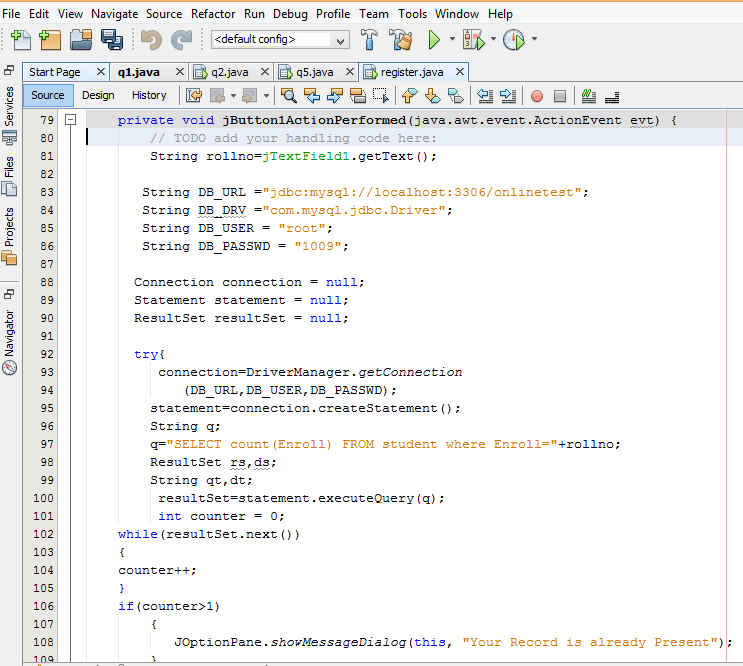 File Edit View Navigate Source Refactor Run Debug Profile Team Tools Window Help
<default config>
Start Page
q1.java
q2.java
q5.java
register.java
Source Design History
Services
Files
Projects
Navigator
79 private void jButton1ActionPerformed(java.awt.event.ActionEvent evt) {
80 // TODO add your handling code here:
81 String rollno=jTextField1.getText();
82
83 String DB_URL ="jdbc:mysql://localhost:3306/onlinetest";
84 String DB_DRV ="com.mysql.jdbc.Driver";
85 String DB_USER = "root";
86 String DB_PASSWD = "1009";
87
88 Connection connection = null;
89 Statement statement = null;
90 ResultSet resultSet = null;
91
92 try{
93 connection=DriverManager.getConnection
94 (DB_URL,DB_USER,DB_PASSWD);
95 statement=connection.createStatement();
96 String q;
97 q="SELECT count(Enroll) FROM student where Enroll="+rollno;
98 ResultSet rs,ds;
99 String qt,dt;
100 resultSet=statement.executeQuery(q);
101 int counter = 0;
102 while(resultSet.next())
103 {
104 counter++;
105 }
106 if(counter>1)
107 {
108 JOptionPane.showMessageDialog(this, "Your Record is already Present");
109 }